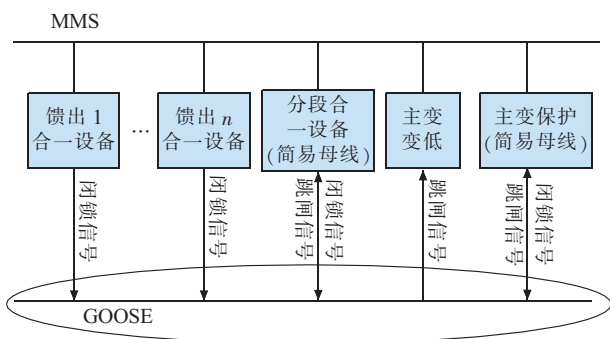 MMS
馈出 1
合一设备
...
馈出 n
合一设备
分段合
一设备
(简易母线)
主变
变低
主变保护
(简易母线)
闭锁信号
闭锁信号
跳闸信号
闭锁信号
跳闸信号
跳闸信号
闭锁信号
GOOSE